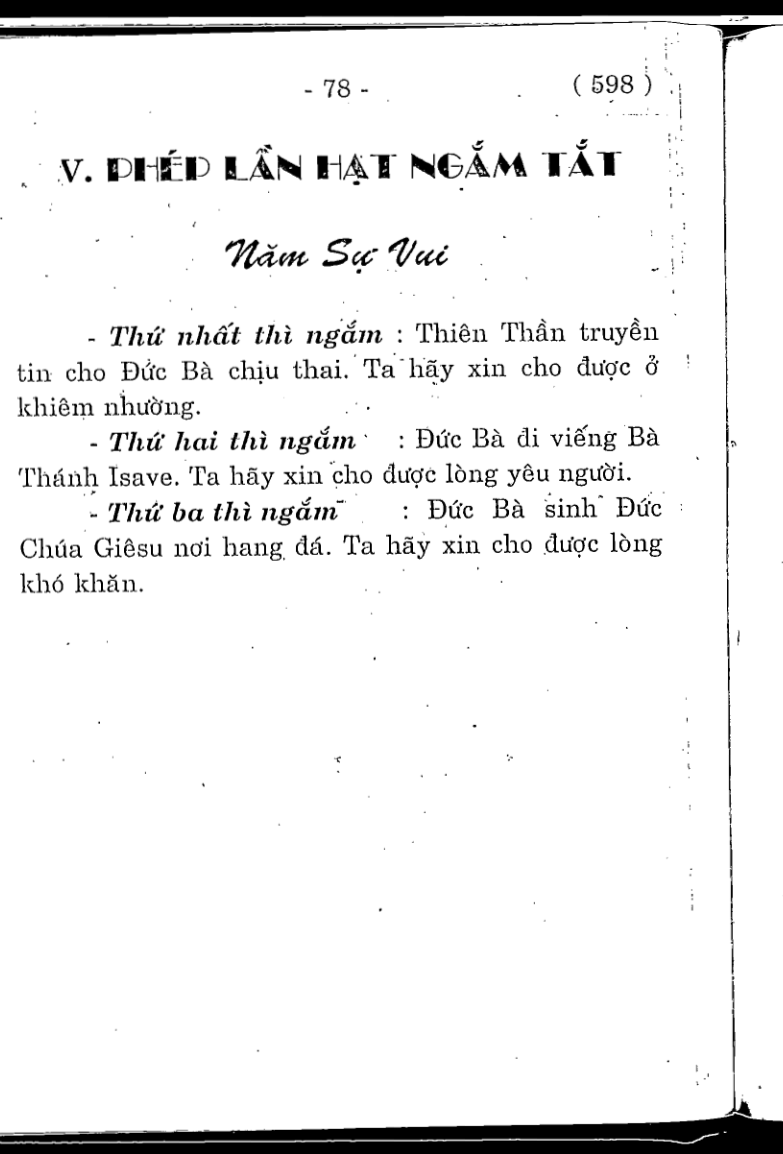 - 78 - ( 598 )
V. PHÉP LẦN HẠT NGẮM TẮT
Năm Sự Vui
- Thứ nhất thì ngắm : Thiên Thần truyền
tin cho Đức Bà chịu thai. Ta hãy xin cho được ở
khiêm nhường.
- Thứ hai thì ngắm : Đức Bà đi viếng Bà
Thánh Isave. Ta hãy xin cho được lòng yêu người.
- Thứ ba thì ngắm : Đức Bà sinh Đức
Chúa Giêsu nơi hang đá. Ta hãy xin cho được lòng
khó khăn.